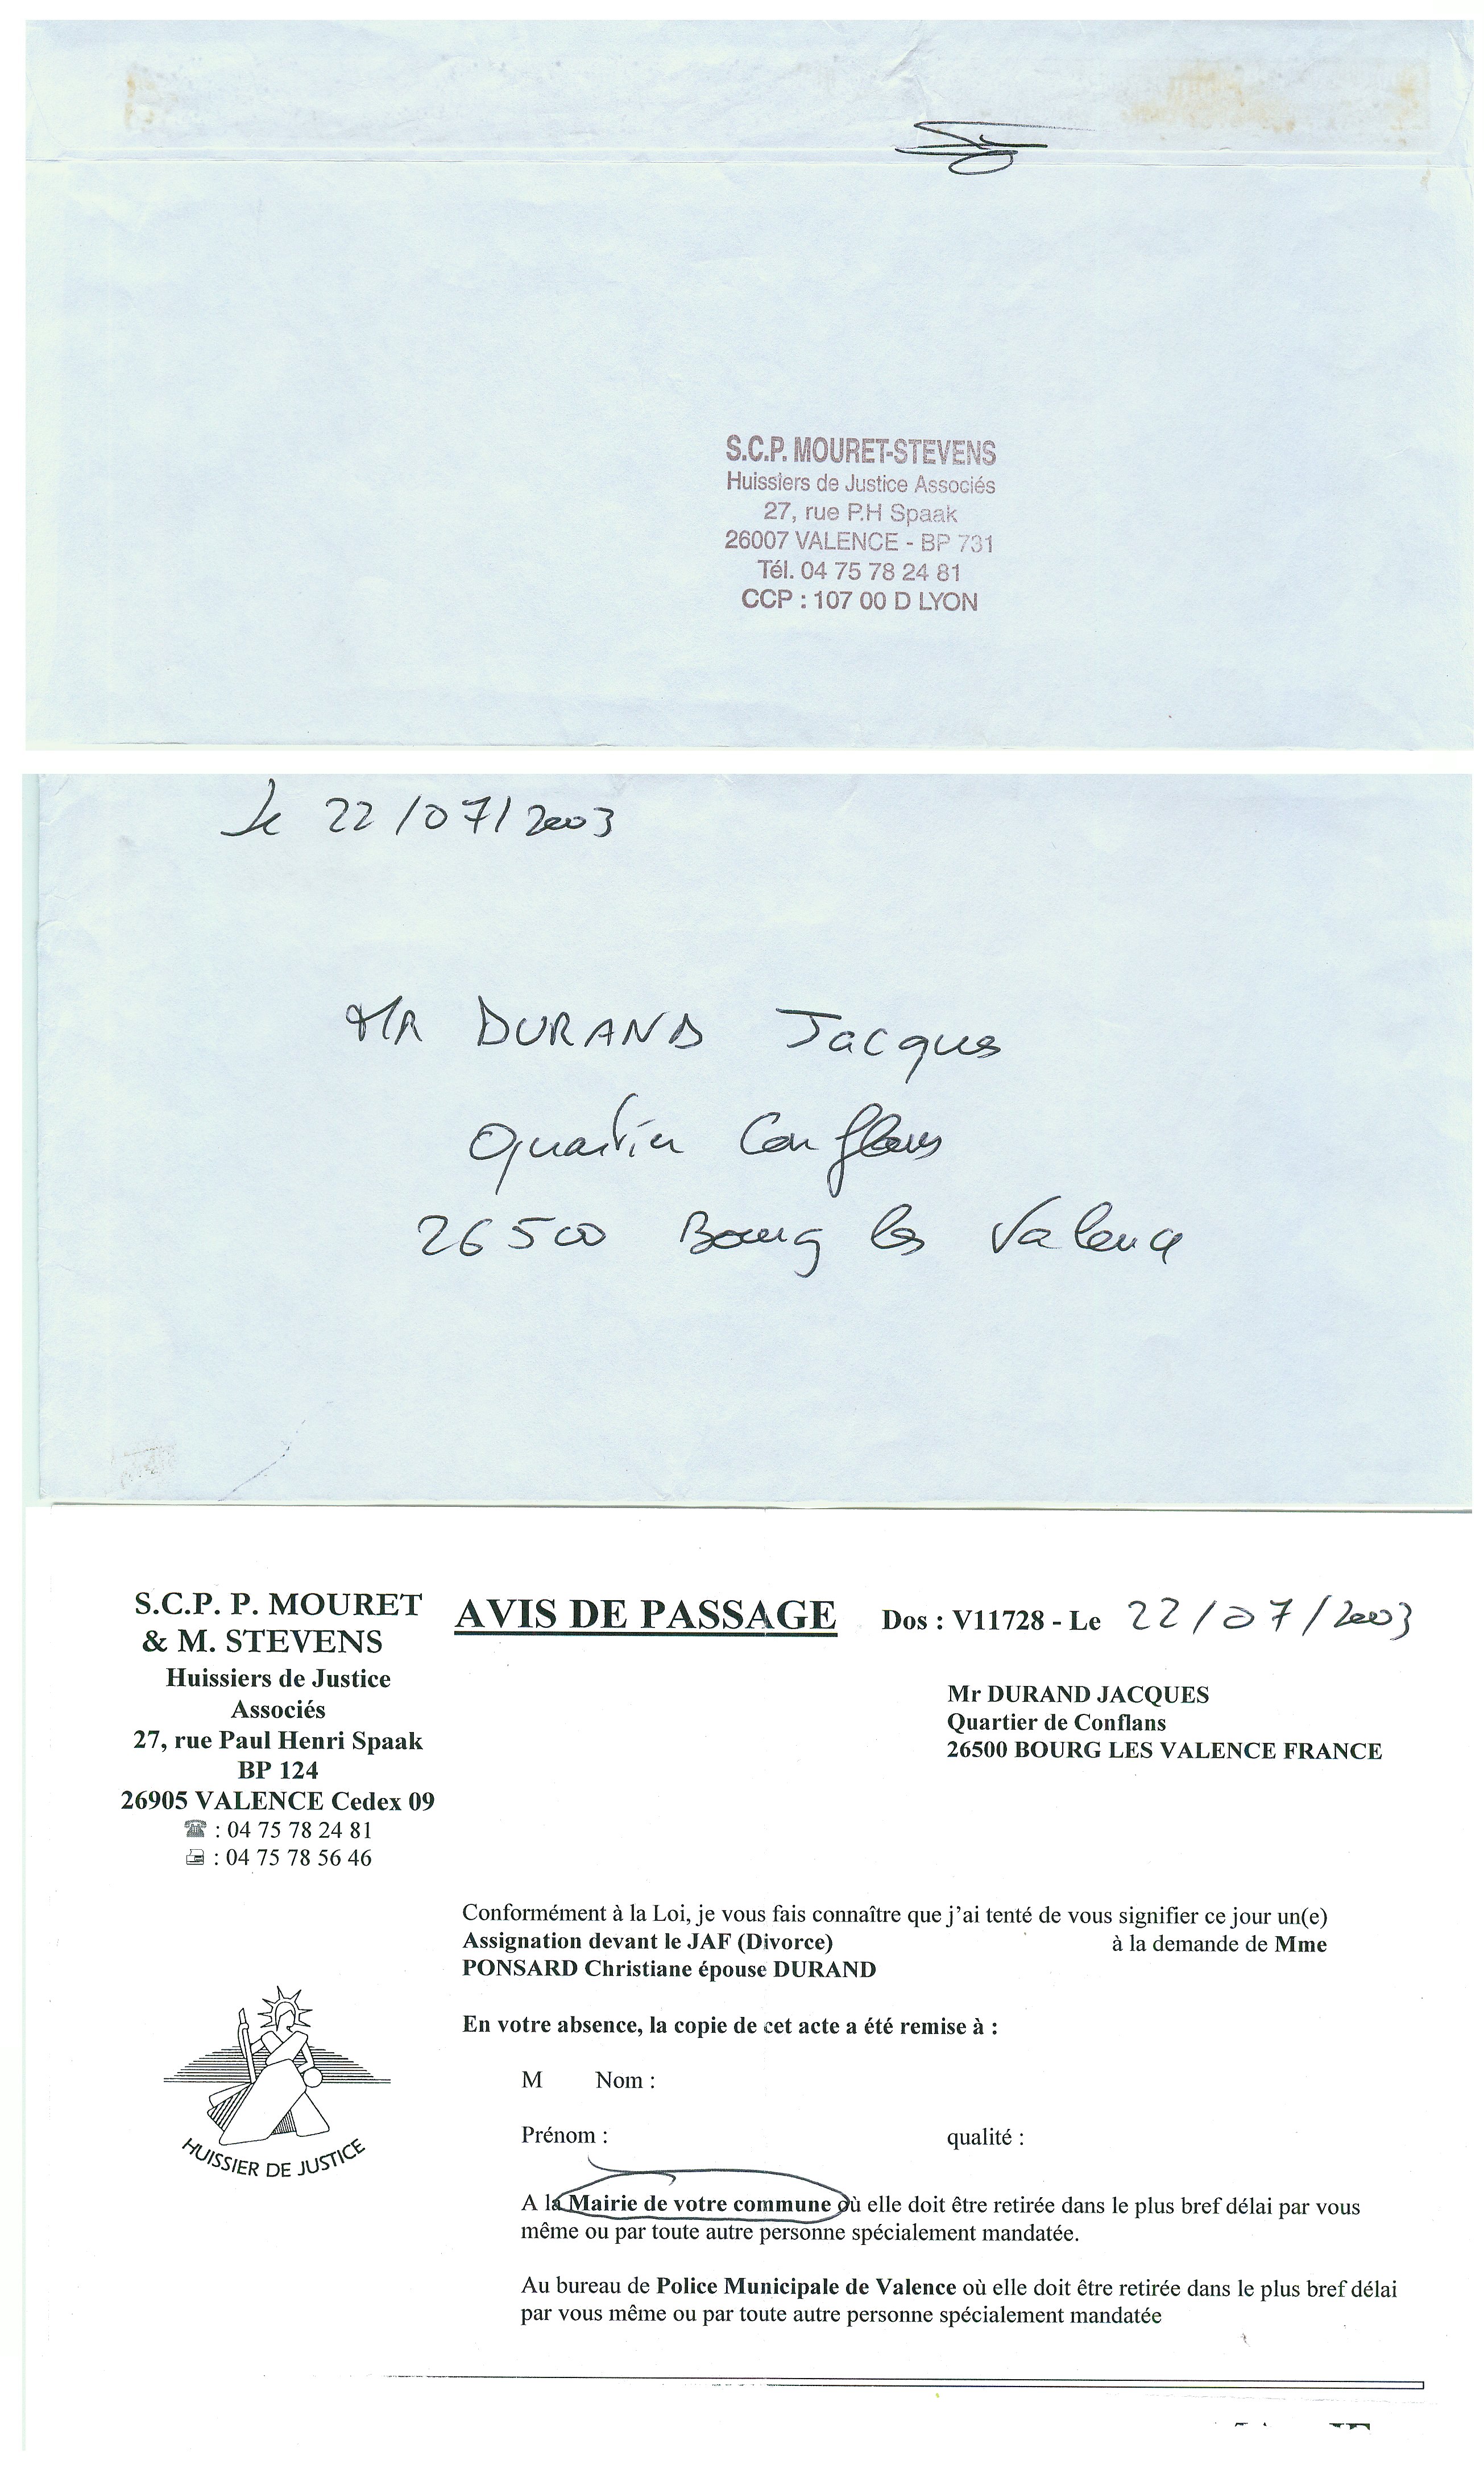 S.C.P. MOURET-STEVENS
Huissiers de Justice Associés
27, rue P.H Spaak
26007 VALENCE - BP 731
Tél. 04 75 78 24 81
CCP : 107 00 D LYON
Le 22/07/2003
MR DURAND Jacques
Quartier Conflans
26500 Bourg les Valence
S.C.P. P. MOURET
& M. STEVENS
Huissiers de Justice
Associés
27, rue Paul Henri Spaak
BP 124
26905 VALENCE Cedex 09
☎ : 04 75 78 24 81
: 04 75 78 56 46
AVIS DE PASSAGE
Dos : V11728 - Le 22/07/2003
Mr DURAND JACQUES
Quartier de Conflans
26500 BOURG LES VALENCE FRANCE
Conformément à la Loi, je vous fais connaître que j'ai tenté de vous signifier ce jour un(e)
Assignation devant le JAF (Divorce) à la demande de Mme
PONSARD Christiane épouse DURAND
En votre absence, la copie de cet acte a été remise à :
M Nom :
Prénom : qualité :
A la Mairie de votre commune où elle doit être retirée dans le plus bref délai par vous
même ou par toute autre personne spécialement mandatée.
Au bureau de Police Municipale de Valence où elle doit être retirée dans le plus bref délai
par vous même ou par toute autre personne spécialement mandatée
HUISSIER DE JUSTICE